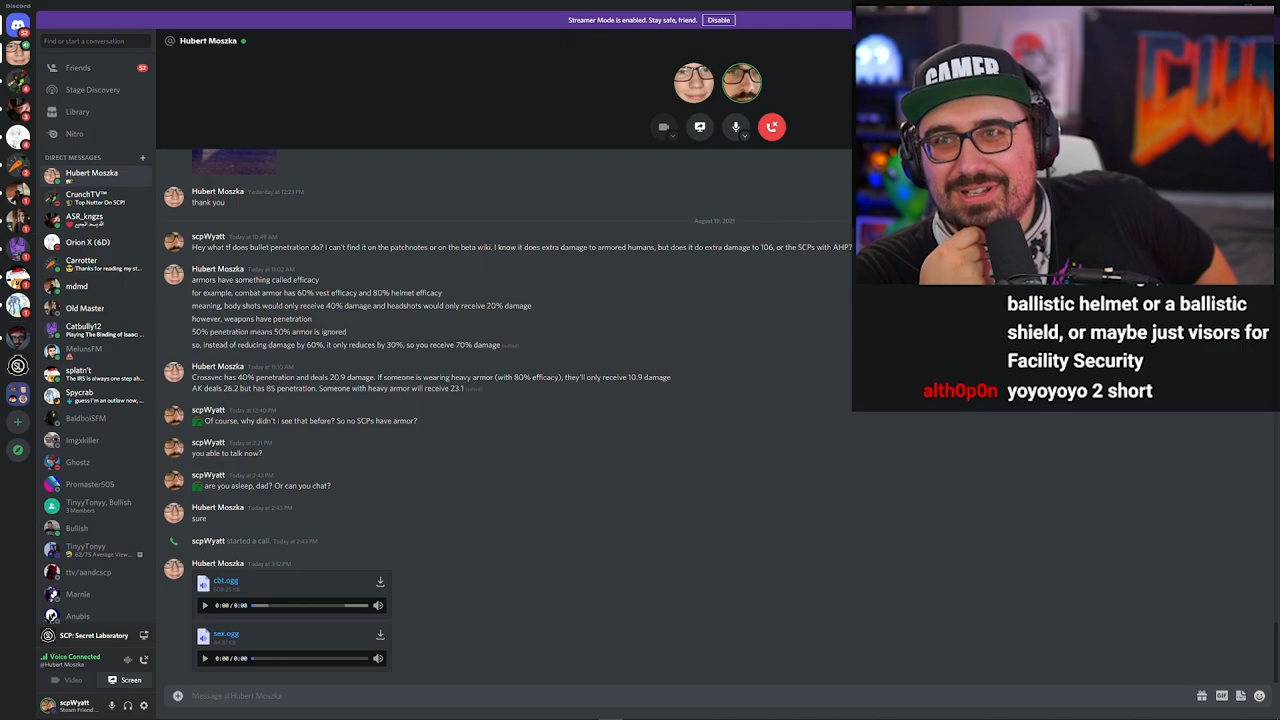 Discord
Streamer Mode is enabled. Stay safe, friend.
Disable
Find or start a conversation
Hubert Moszka
Friends
52
Stage Discovery
Library
Nitro
DIRECT MESSAGES
Hubert Moszka
CrunchTV™
Top Nutter On SCP!
ASR_kngzs
Orion X (6D)
Carrotter
Thanks for reading my st...
mdmd
Old Master
Catbully12
Playing The Binding of Isaac:
MelunsFM
splatn't
The IRS is always one step ah...
Spycrab
guess I'm an outlaw now,
BaldboiSFM
Imgxkiller
Ghostz
Promaster505
TinyyTonyy, Bullish
3 Members
Bullish
TinyyTonyy
62/75 Average View...
ttv/aandcscp
Marnie
Anubis
SCP: Secret Laboratory
Voice Connected
@Hubert Moszka
Video
Screen
scpWyatt
Steam Friend ...
Hubert Moszka Yesterday at 12:23 PM
thank you
August 19, 2021
scpWyatt Today at 10:49 AM
Hey what tf does bullet penetration do? I can't find it on the patchnotes or on the beta wiki. I know it does extra damage to armored humans, but does it do extra damage to 106, or the SCPs with AHP?
Hubert Moszka Today at 11:02 AM
armors have something called efficacy
for example, combat armor has 60% vest efficacy and 80% helmet efficacy
meaning, body shots would only receive 40% damage and headshots would only receive 20% damage
however, weapons have penetration
50% penetration means 50% armor is ignored
so, instead of reducing damage by 60%, it only reduces by 30%, so you receive 70% damage (edited)
Hubert Moszka Today at 11:10 AM
Crossvec has 40% penetration and deals 20.9 damage. If someone is wearing heavy armor (with 80% efficacy), they'll only receive 10.9 damage
AK deals 26.2 but has 85 penetration. Someone with heavy armor will receive 23.1 (edited)
scpWyatt Today at 12:40 PM
Of course, why didn't I see that before? So no SCPs have armor?
scpWyatt Today at 2:21 PM
you able to talk now?
scpWyatt Today at 2:43 PM
are you asleep, dad? Or can you chat?
Hubert Moszka Today at 2:43 PM
sure
scpWyatt started a call. Today at 2:43 PM
Hubert Moszka Today at 3:12 PM
cbt.ogg
0:00/0:08
sex.ogg
0:00/0:00
Message @Hubert Moszka
GIF
GAMER
ballistic helmet or a ballistic
shield, or maybe just visors for
Facility Security
alth0p0n yoyoyoyo 2 short